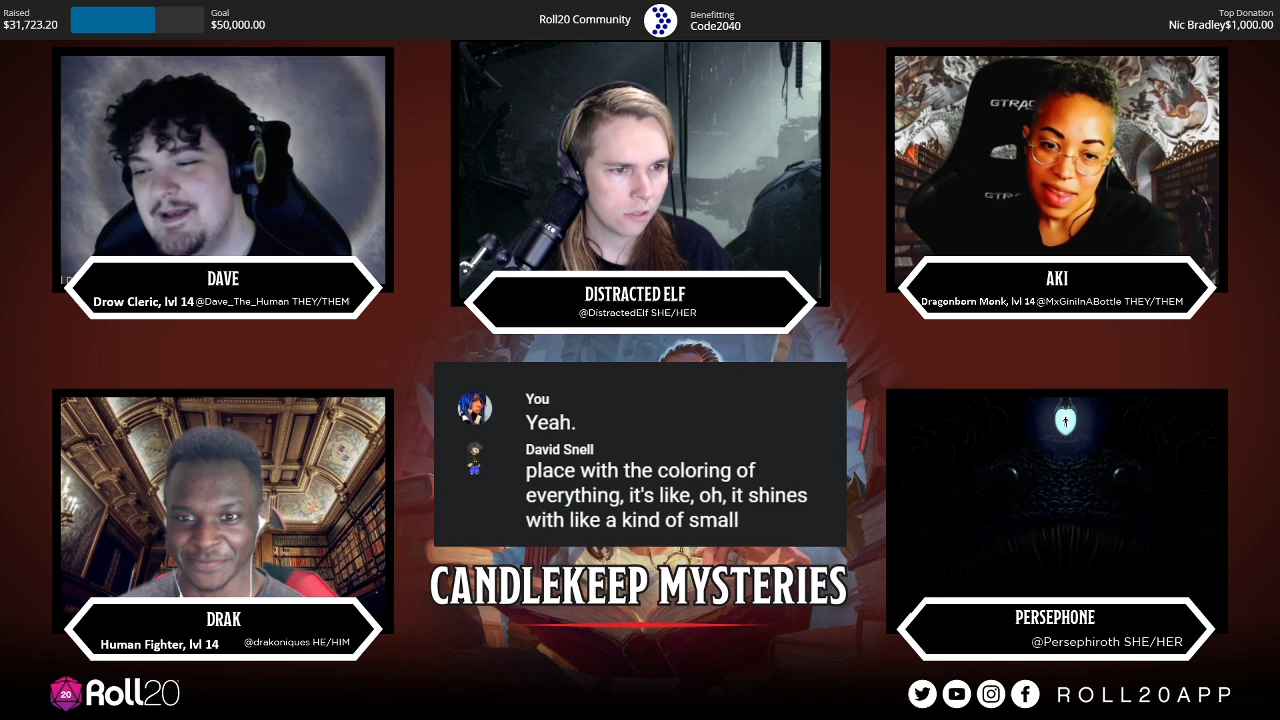 Raised
$31,723.20
Goal
$50,000.00
Roll20 Community
Benefitting
Code2040
Top Donation
Nic Bradley$1,000.00
GTRAC
GTR
DAVE
Drow Cleric, lvl 14 @Dave_The_Human THEY/THEM
DISTRACTED ELF
@DistractedElf SHE/HER
AKI
Dragonborn Monk, lvl 14 @MxGiniInABottle THEY/THEM
You
Yeah.
David Snell
place with the coloring of
everything, it's like, oh, it shines
with like a kind of small
CANDLEKEEP MYSTERIES
DRAK
Human Fighter, lvl 14 @drakoniques HE/HIM
PERSEPHONE
@Persephiroth SHE/HER
20 Roll20
ROLL20APP